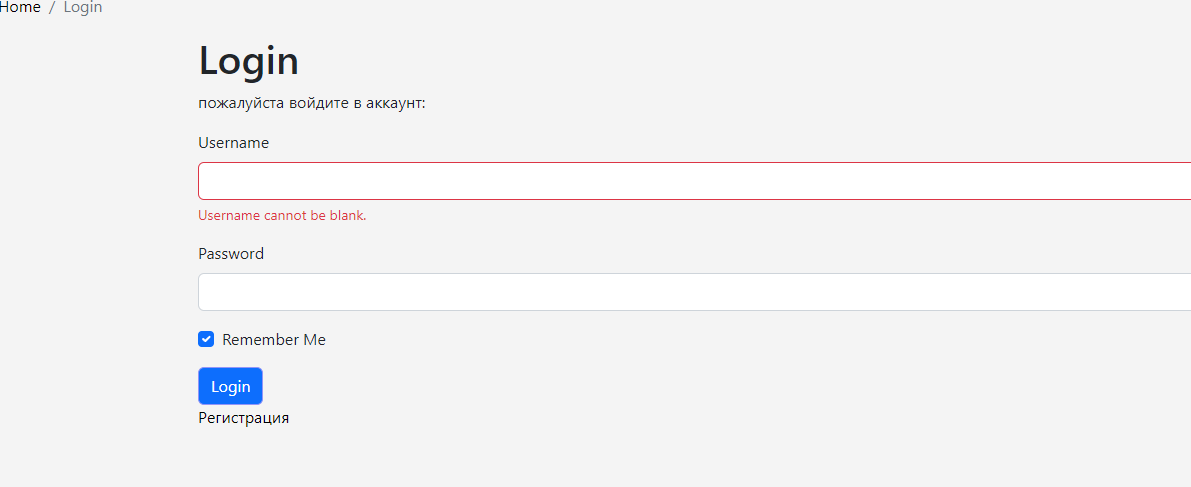 Home / Login
Login
пожалуйста войдите в аккаунт:
Username
Username cannot be blank.
Password
Remember Me
Login
Регистрация